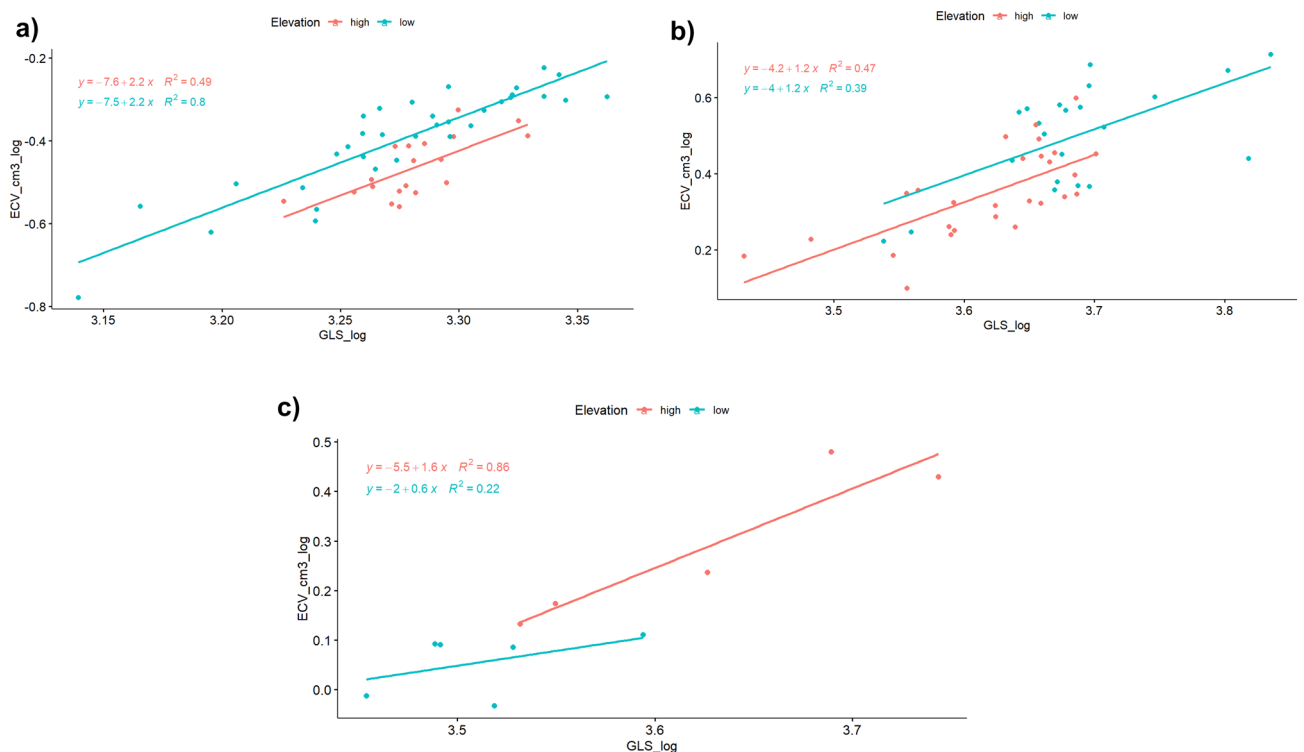 a)
Elevation high low
y = −7.6 + 2.2 x R² = 0.49
y = −7.5 + 2.2 x R² = 0.8
-0.2
-0.4
-0.6
-0.8
ECV_cm3_log
3.15 3.20 3.25 3.30 3.35
GLS_log
b)
Elevation high low
y = −4.2 + 1.2 x R² = 0.47
y = −4 + 1.2 x R² = 0.39
0.6
0.4
0.2
ECV_cm3_log
3.5 3.6 3.7 3.8
GLS_log
c)
Elevation high low
y = −5.5 + 1.6 x R² = 0.86
y = −2 + 0.6 x R² = 0.22
0.5
0.4
0.3
0.2
0.1
0.0
ECV_cm3_log
3.5 3.6 3.7
GLS_log